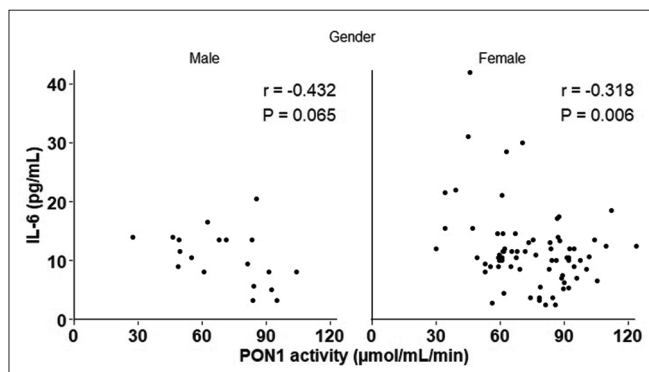 Gender
Male
Female
r = -0.432
P = 0.065
r = -0.318
P = 0.006
IL-6 (pg/mL)
40
30
20
10
0
0 30 60 90 120
0 30 60 90 120
PON1 activity (µmol/mL/min)